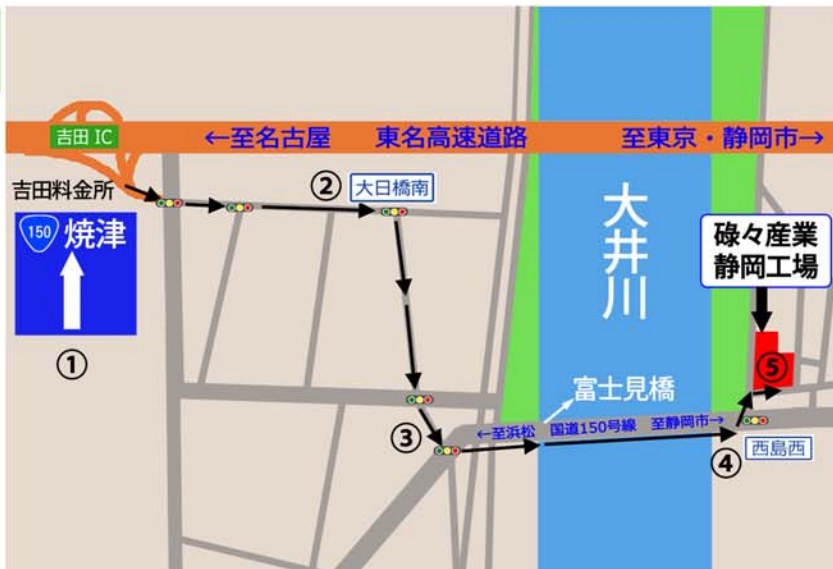 吉田 IC
←至名古屋 東名高速道路 至東京・静岡市→
吉田料金所
②
大日橋南
150 焼津
①
大井川
碌々産業
静岡工場
⑤
富士見橋
③
←至浜松 国道150号線 至静岡市→
④
西島西